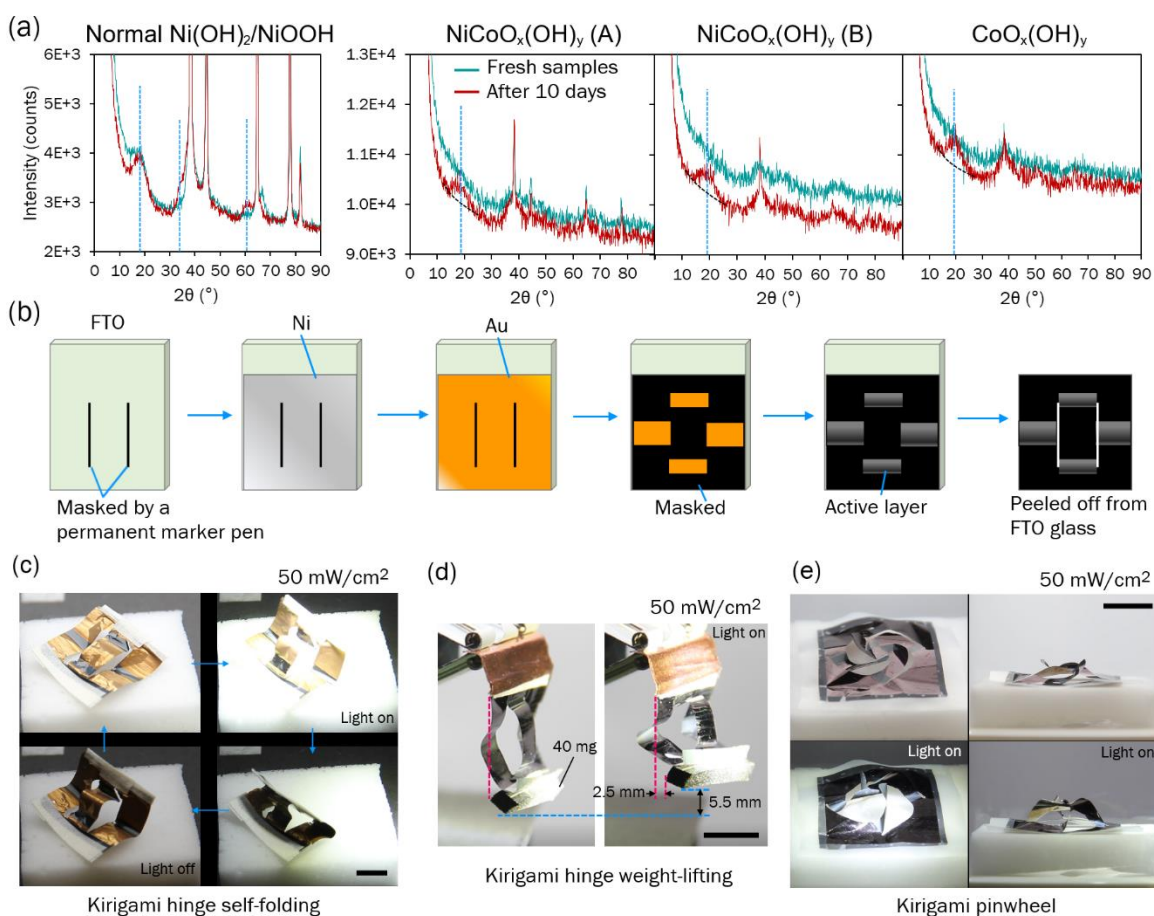 (a)
Normal Ni(OH)₂/NiOOH
NiCoOₓ(OH)ᵧ (A)
NiCoOₓ(OH)ᵧ (B)
CoOₓ(OH)ᵧ
Intensity (counts)
6E+3
5E+3
4E+3
3E+3
2E+3
0 10 20 30 40 50 60 70 80 90
2θ (°)
1.3E+4
1.2E+4
1.1E+4
1.0E+4
9.0E+3
Fresh samples
After 10 days
0 10 20 30 40 50 60 70 80
2θ (°)
0 10 20 30 40 50 60 70 80
2θ (°)
0 10 20 30 40 50 60 70 80 90
2θ (°)
(b)
FTO
Ni
Au
Masked by a
permanent marker pen
Masked
Active layer
Peeled off from
FTO glass
(c)
50 mW/cm²
Light on
Light off
Kirigami hinge self-folding
(d)
50 mW/cm²
Light on
40 mg
2.5 mm
5.5 mm
Kirigami hinge weight-lifting
(e)
50 mW/cm²
Light on
Light on
Kirigami pinwheel